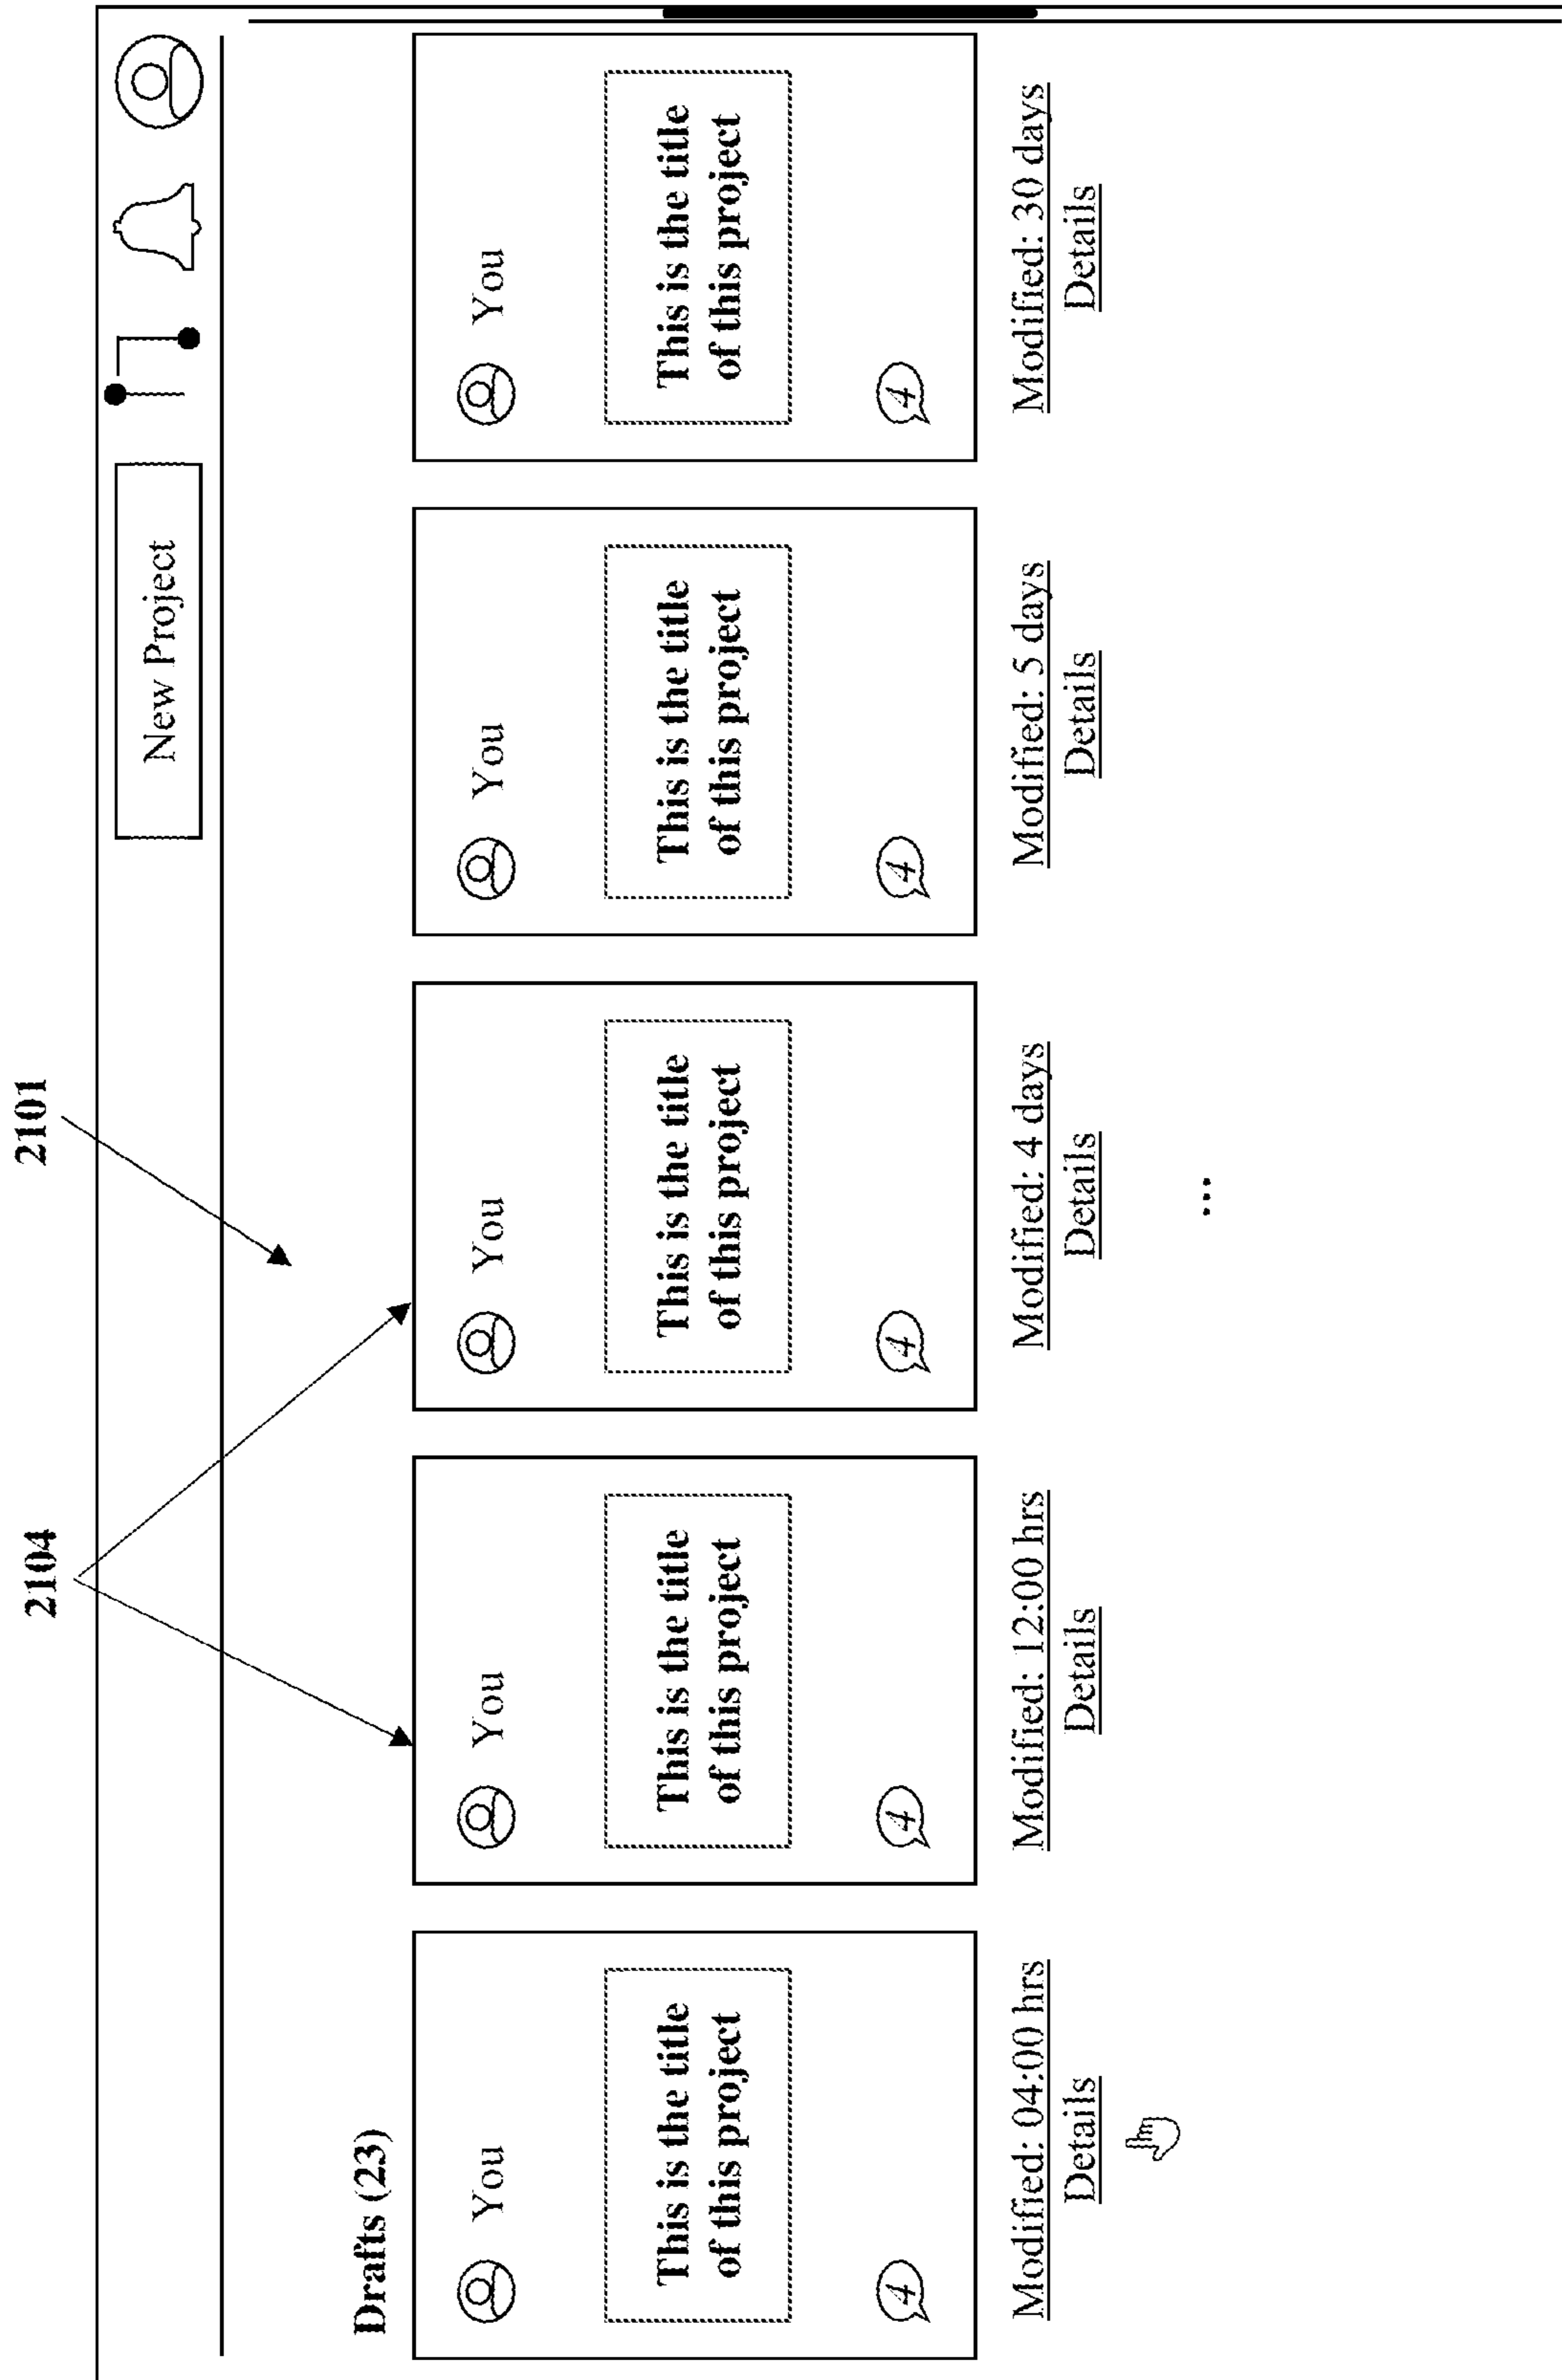 2104
2101
New Project
Drafts (23)
You
This is the title
of this project
4
Modified: 04:00 hrs
Details
You
This is the title
of this project
4
Modified: 12:00 hrs
Details
You
This is the title
of this project
4
Modified: 4 days
Details
You
This is the title
of this project
4
Modified: 5 days
Details
You
This is the title
of this project
4
Modified: 30 days
Details
...